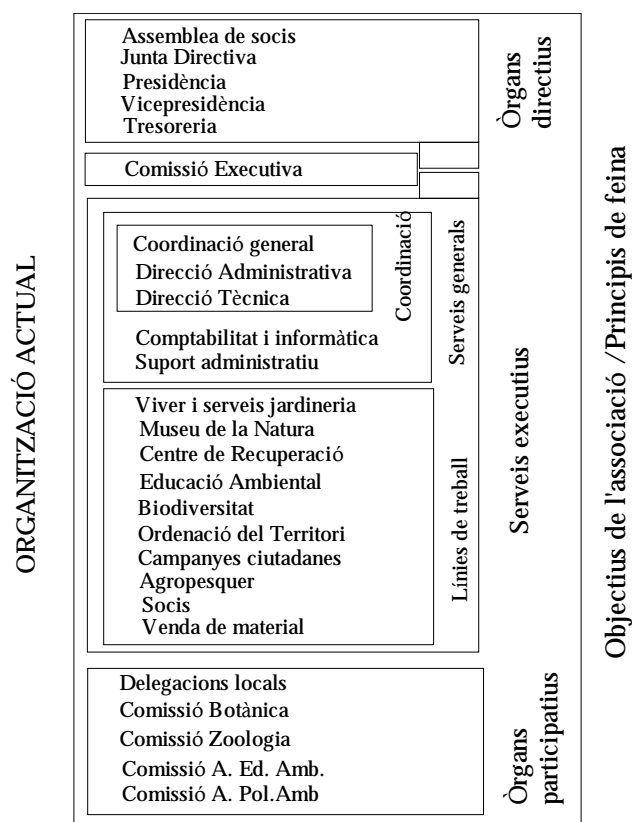 ORGANITZACIÓ ACTUAL
Assemblea de socis
Junta Directiva
Presidència
Vicepresidència
Tresoreria
Òrgans
directius
Comissió Executiva
Coordinació general
Direcció Administrativa
Direcció Tècnica
Coordinació
Comptabilitat i informàtica
Suport administratiu
Serveis generals
Viver i serveis jardineria
Museu de la Natura
Centre de Recuperació
Educació Ambiental
Biodiversitat
Ordenació del Territori
Campanyes ciutadanes
Agropesquer
Socis
Venda de material
Línies de treball
Serveis executius
Delegacions locals
Comissió Botànica
Comissió Zoologia
Comissió A. Ed. Amb.
Comissió A. Pol.Amb
Òrgans
participatius
Objectius de l'associació /Principis de feina